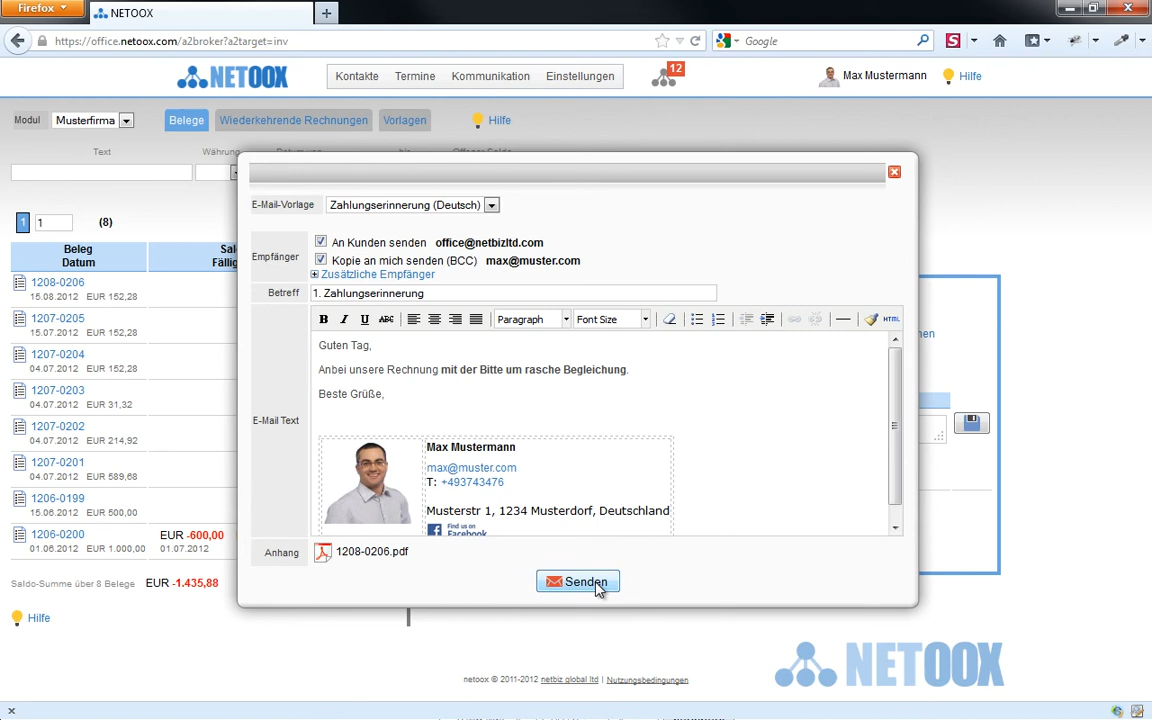 Firefox
NETOOX
https://office.netoox.com/a2broker?a2target=inv
Google
NETOOX
Kontakte Termine Kommunikation Einstellungen
12
Max Mustermann
Hilfe
Modul Musterfirma
Belege Wiederkehrende Rechnungen Vorlagen Hilfe
Text Währung
1 1 (8)
Beleg
Datum
1208-0206
15.08.2012 EUR 152,28
1207-0205
15.07.2012 EUR 152,28
1207-0204
04.07.2012 EUR 152,28
1207-0203
04.07.2012 EUR 31,32
1207-0202
04.07.2012 EUR 214,92
1207-0201
04.07.2012 EUR 589,68
1206-0199
15.06.2012 EUR 500,00
1206-0200 EUR -600,00
01.06.2012 EUR 1.000,00 01.07.2012
Saldo-Summe über 8 Belege EUR -1.435,88
Hilfe
E-Mail-Vorlage Zahlungserinnerung (Deutsch)
Empfänger
An Kunden senden office@netbizltd.com
Kopie an mich senden (BCC) max@muster.com
Zusätzliche Empfänger
Betreff 1. Zahlungserinnerung
B I U ABC Paragraph Font Size HTML
E-Mail Text
Guten Tag,
Anbei unsere Rechnung mit der Bitte um rasche Begleichung.
Beste Grüße,
Max Mustermann
max@muster.com
T: +493743476
Musterstr 1, 1234 Musterdorf, Deutschland
Find us on
Facebook
Anhang 1208-0206.pdf
Senden
NETOOX
netoox © 2011-2012 netbiz global ltd | Nutzungsbedingungen